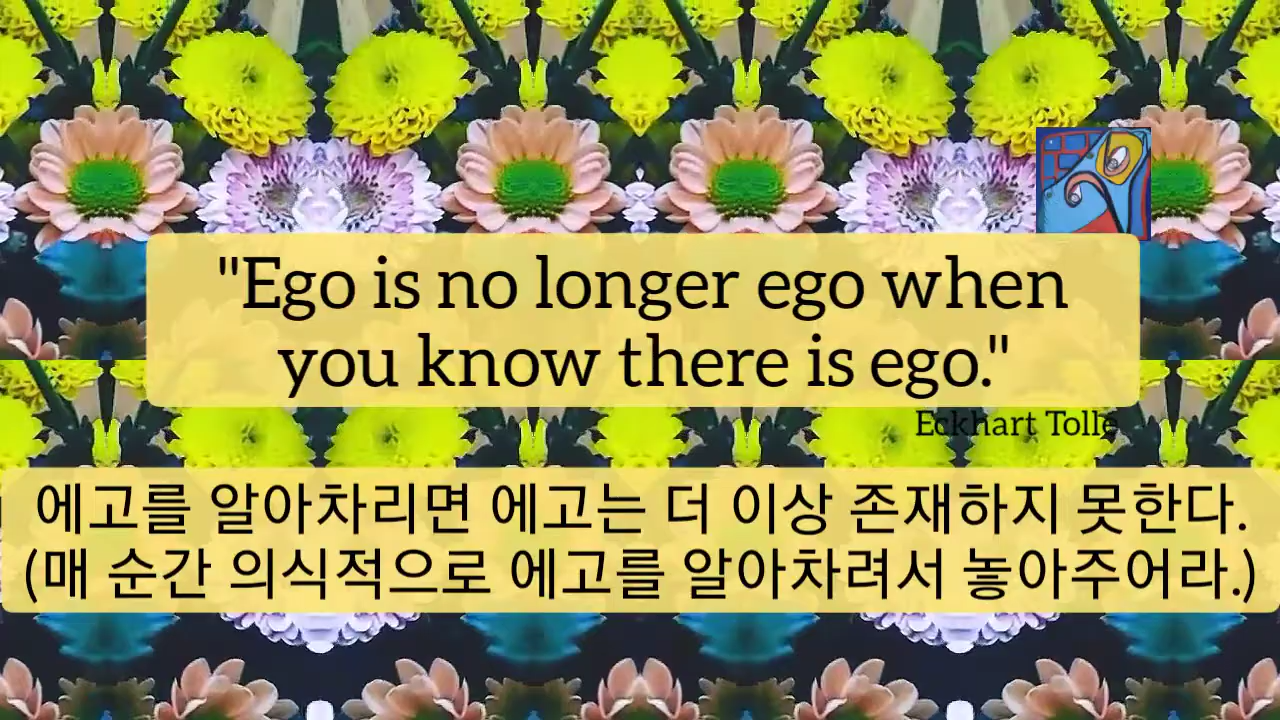 "Ego is no longer ego when
you know there is ego."
Eckhart Tolle
에고를 알아차리면 에고는 더 이상 존재하지 못한다.
(매 순간 의식적으로 에고를 알아차려서 놓아주어라.)